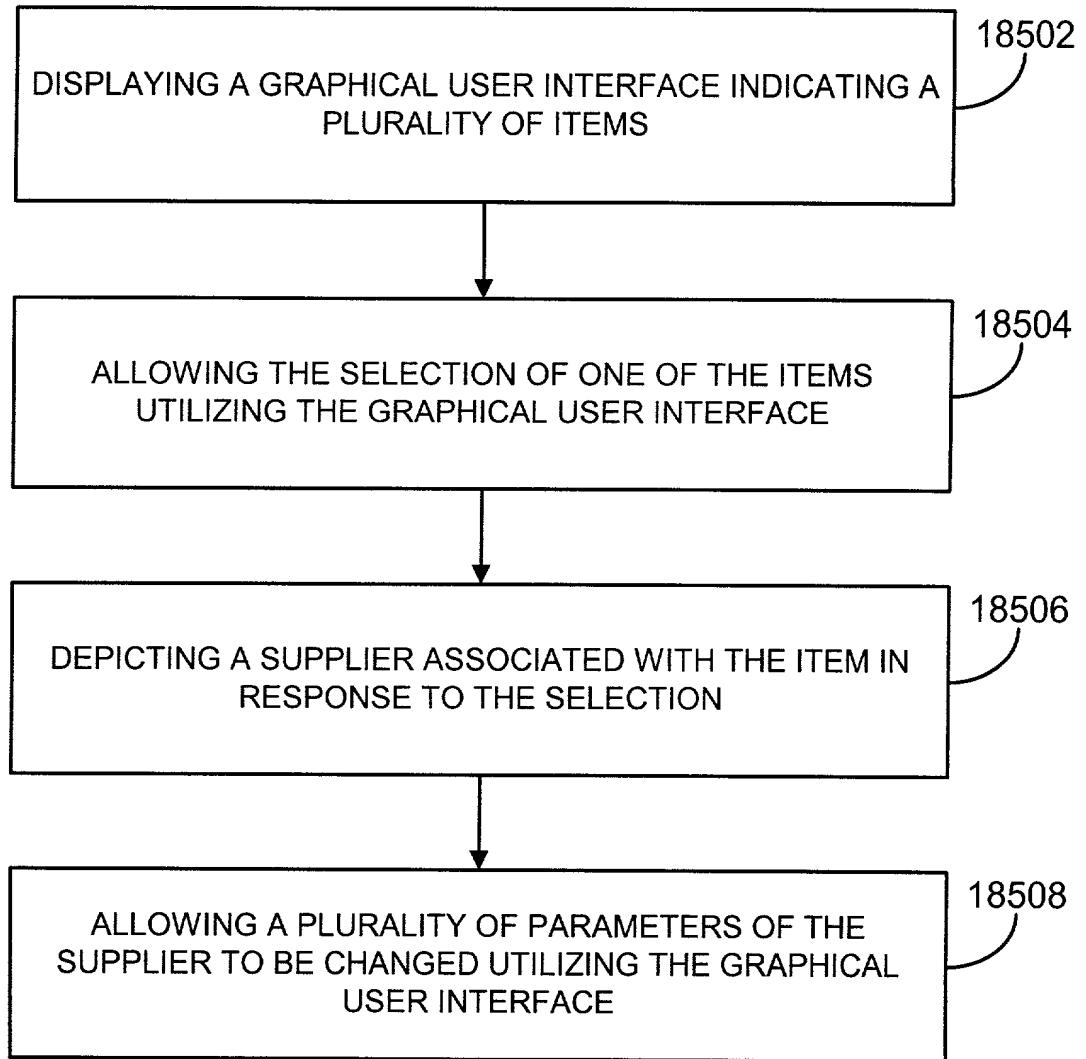 18502
DISPLAYING A GRAPHICAL USER INTERFACE INDICATING A
PLURALITY OF ITEMS
18504
ALLOWING THE SELECTION OF ONE OF THE ITEMS
UTILIZING THE GRAPHICAL USER INTERFACE
18506
DEPICTING A SUPPLIER ASSOCIATED WITH THE ITEM IN
RESPONSE TO THE SELECTION
18508
ALLOWING A PLURALITY OF PARAMETERS OF THE
SUPPLIER TO BE CHANGED UTILIZING THE GRAPHICAL
USER INTERFACE